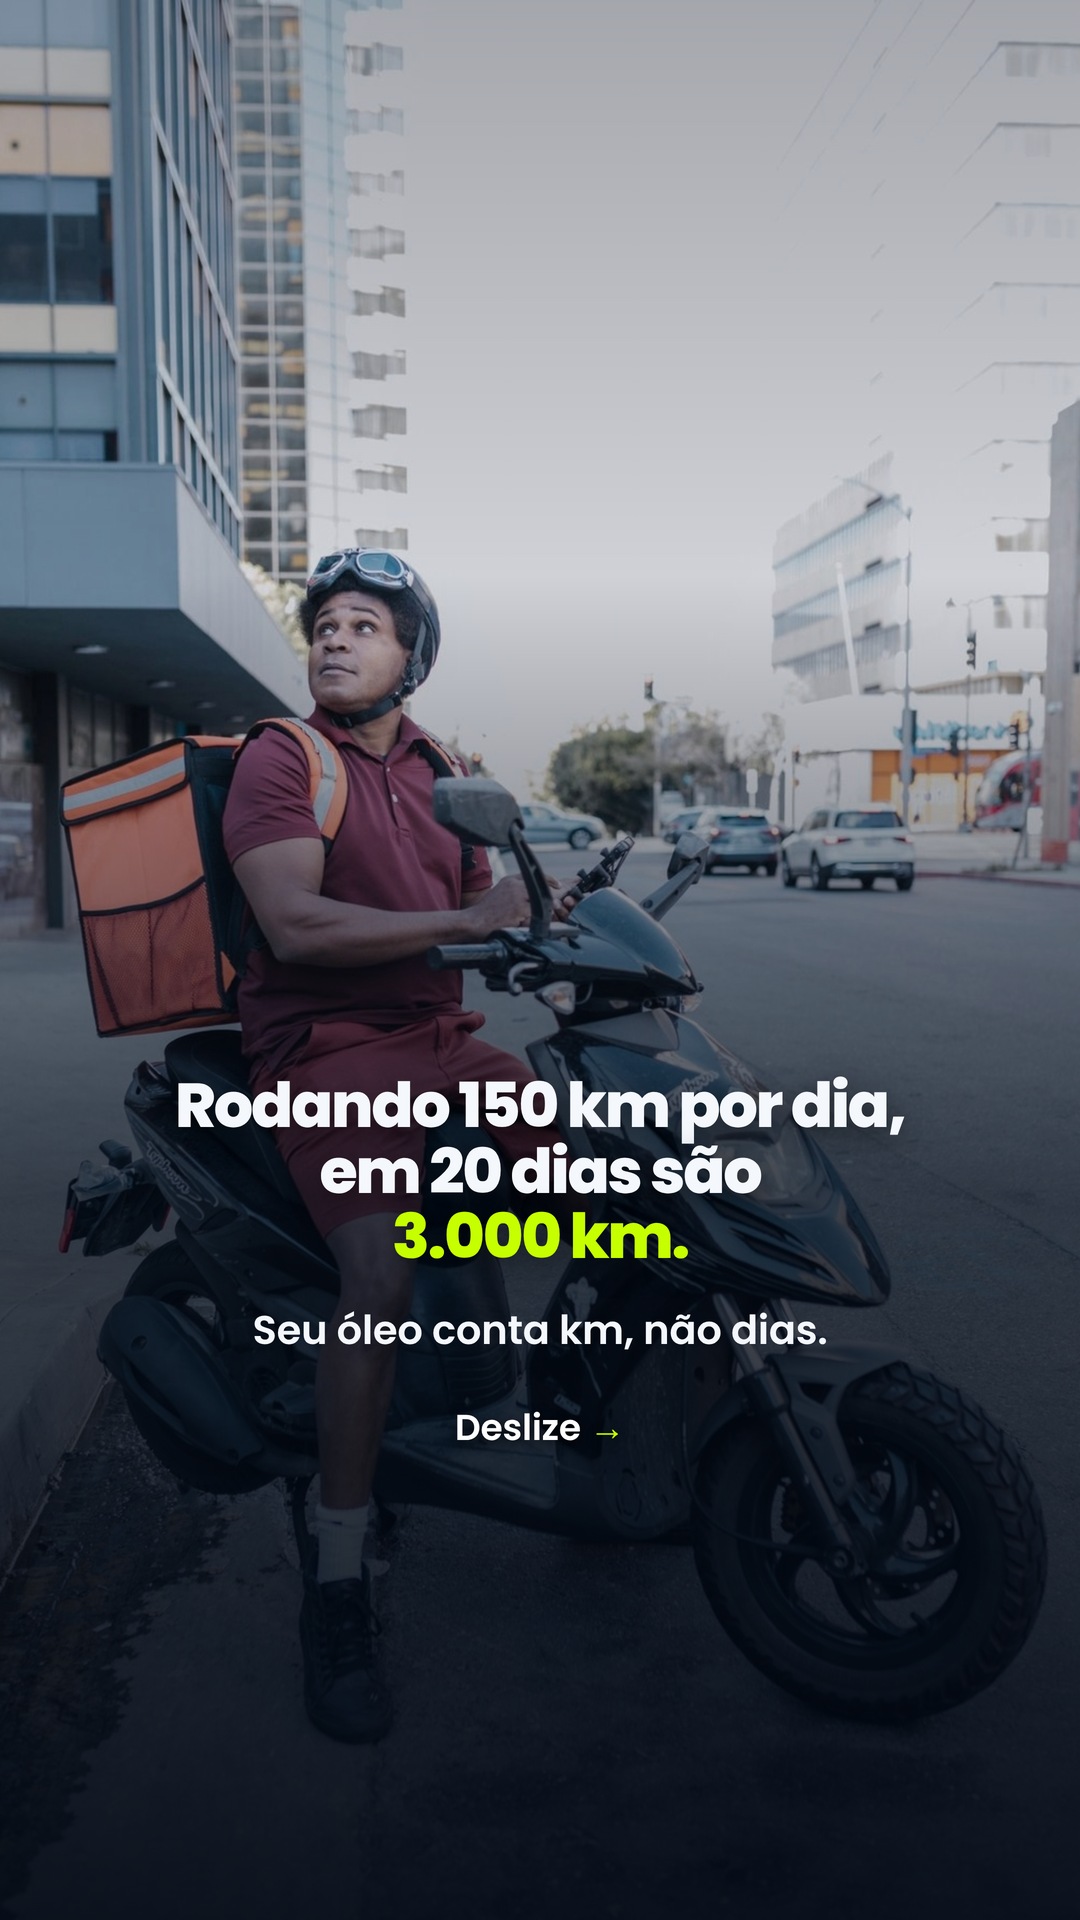 Rodando 150 km por dia,
em 20 dias são
3.000 km.
Seu óleo conta km, não dias.
Deslize →